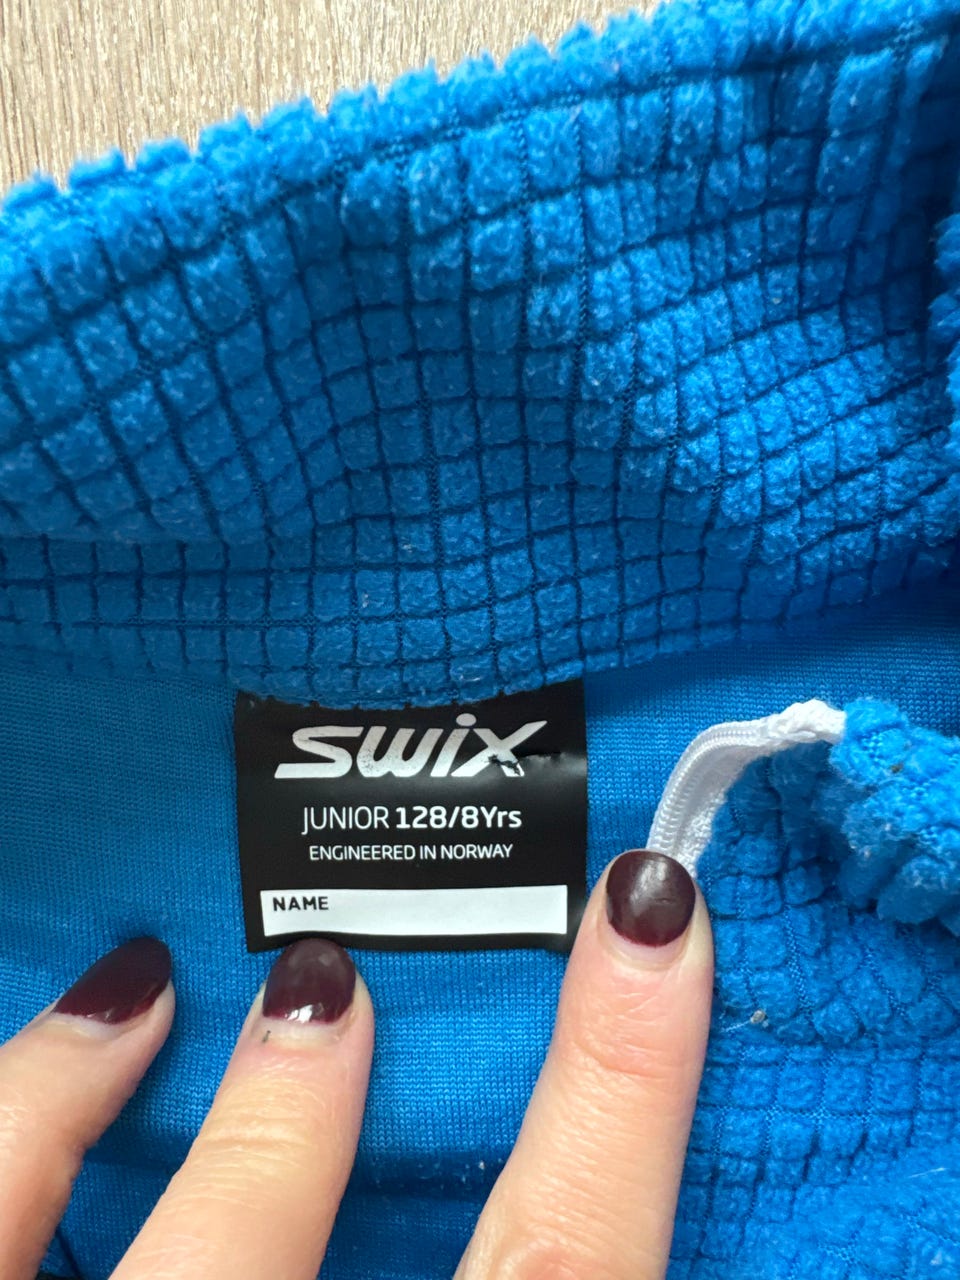 swix
JUNIOR 128/8Yrs
ENGINEERED IN NORWAY
NAME